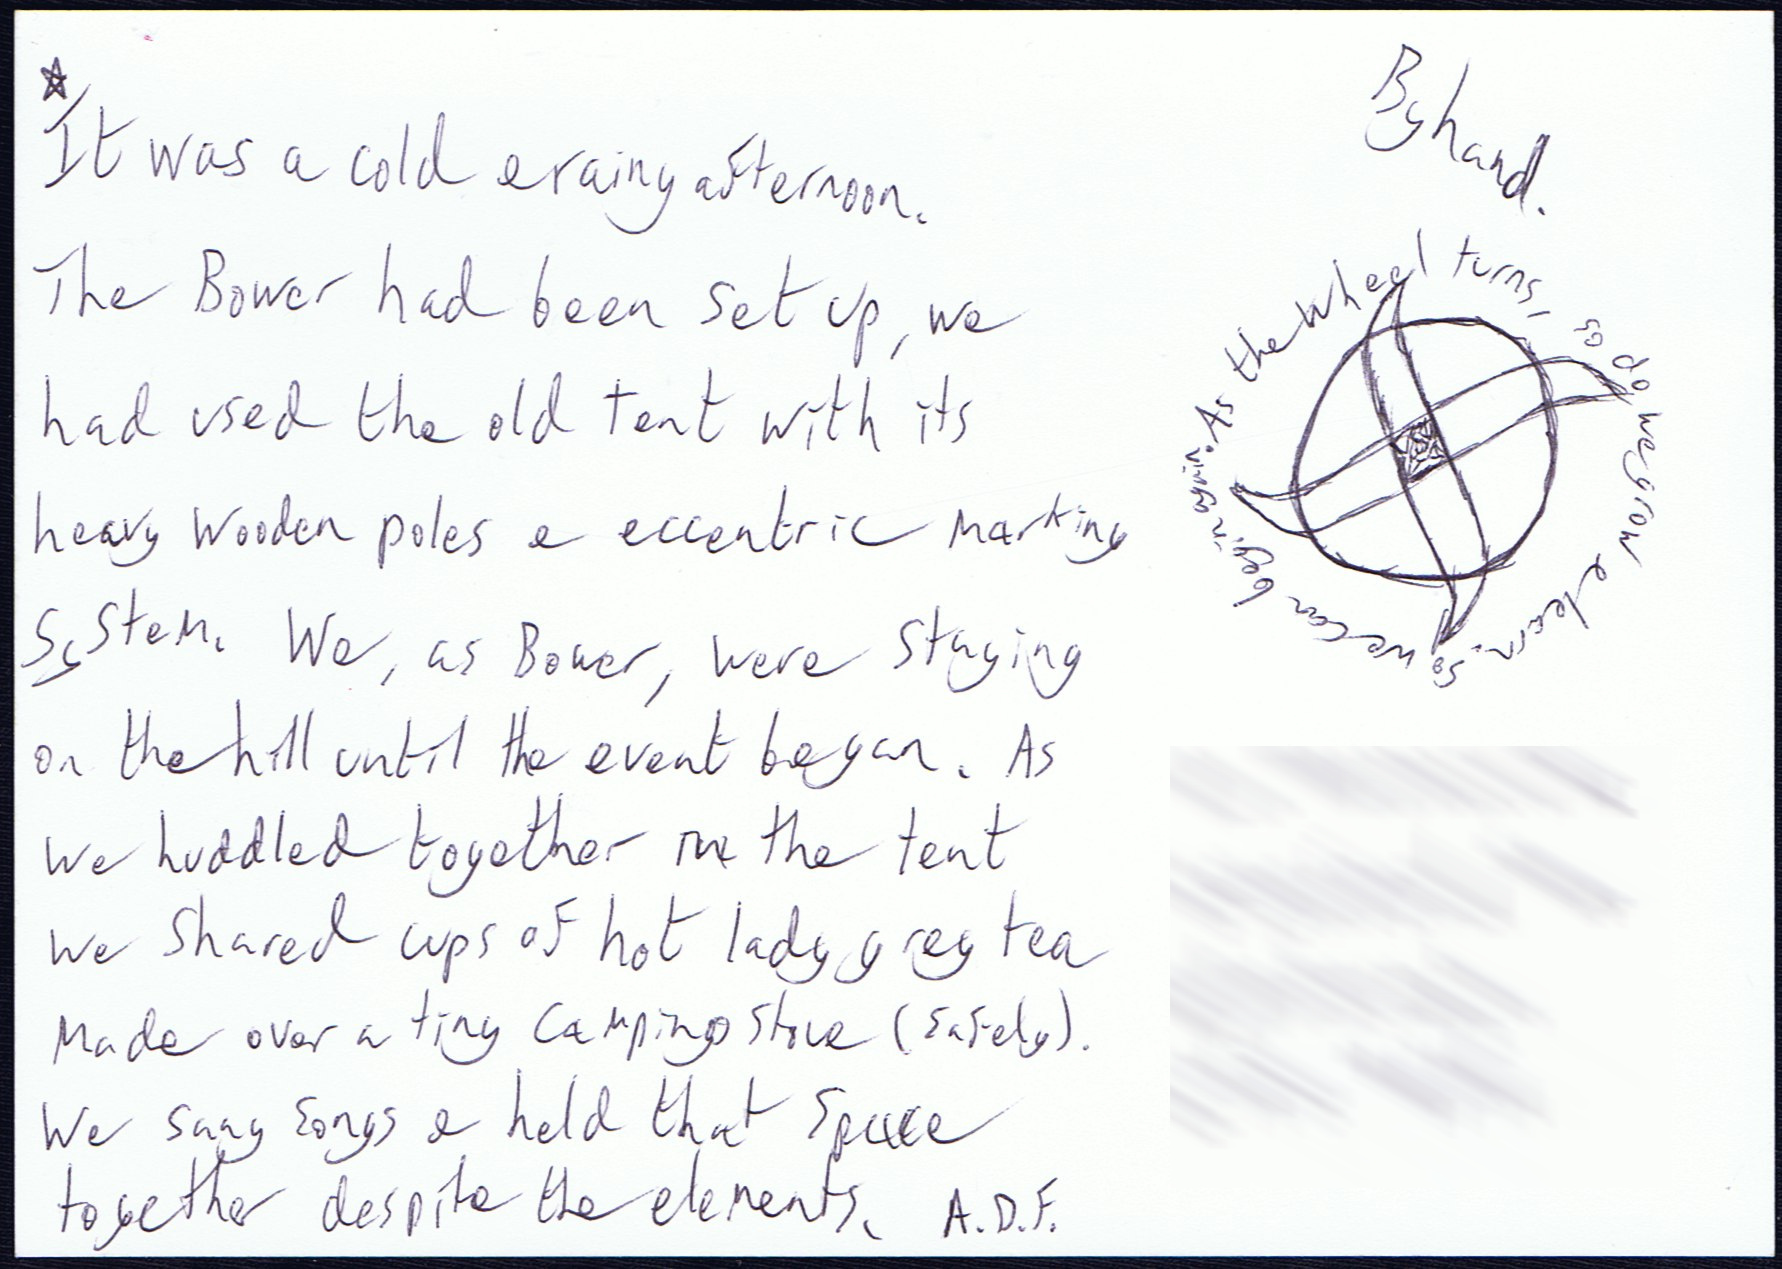 It was a cold & rainy afternoon.
The Bower had been set up, we
had used the old tent with its
heavy wooden poles & eccentric marking
system. We, as Bower, were staying
on the hill until the event began. As
we huddled together in the tent
we shared cups of hot lady grey tea
made over a tiny camping stove (safely).
We sang songs & held that space
together despite the elements. A.D.F.
By hand.
As the wheel turns, so do we grow & learn, so we can begin again.